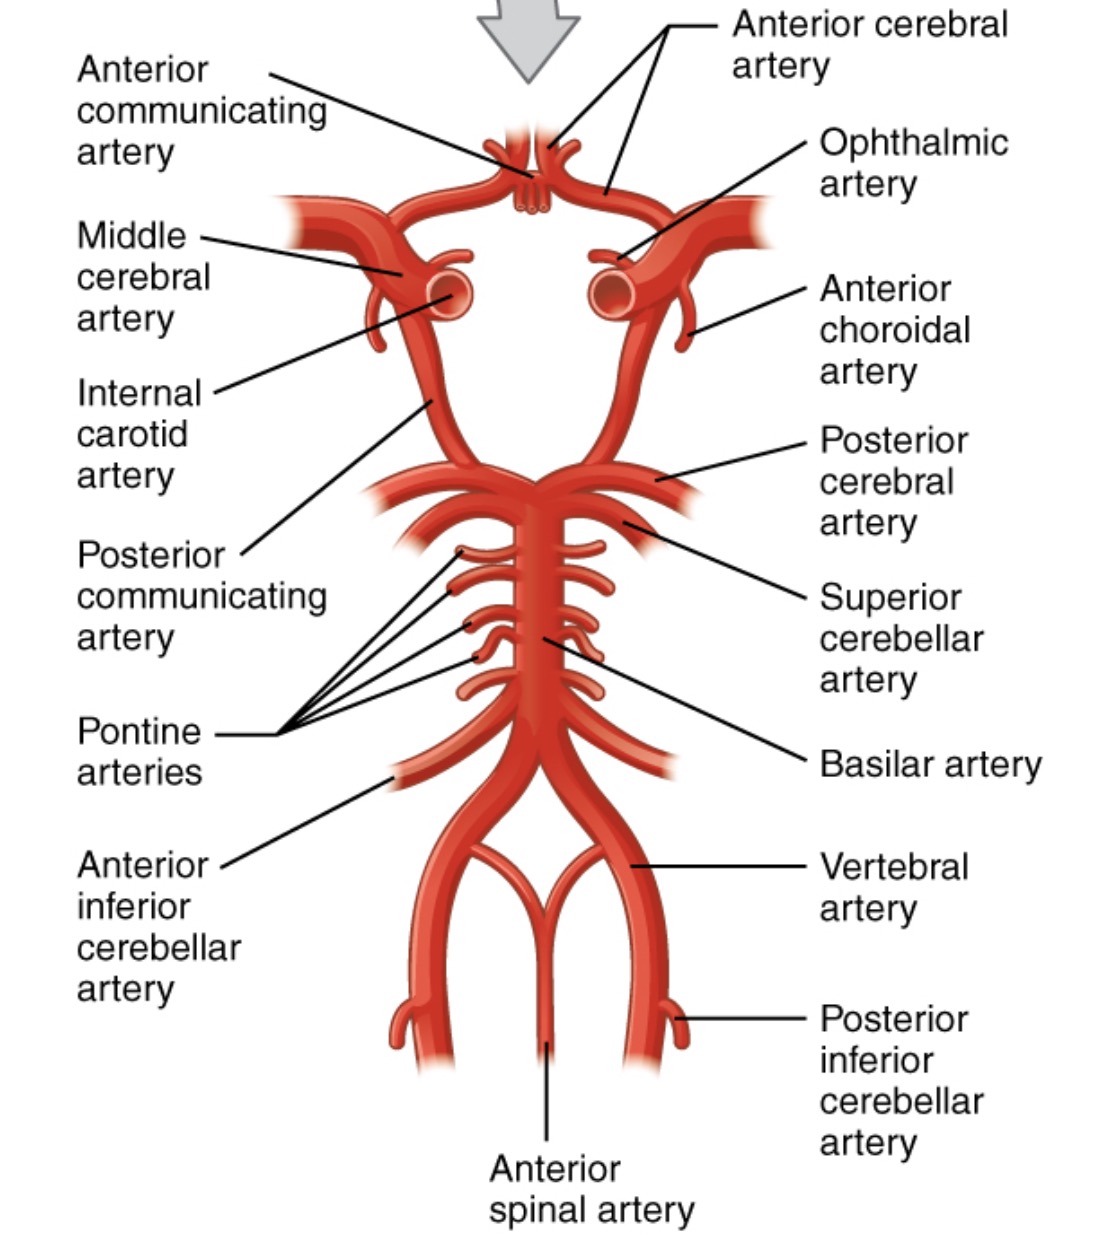 Anterior
communicating
artery
Middle
cerebral
artery
Internal
carotid
artery
Posterior
communicating
artery
Pontine
arteries
Anterior
inferior
cerebellar
artery
Anterior cerebral
artery
Ophthalmic
artery
Anterior
choroidal
artery
Posterior
cerebral
artery
Superior
cerebellar
artery
Basilar artery
Vertebral
artery
Posterior
inferior
cerebellar
artery
Anterior
spinal artery